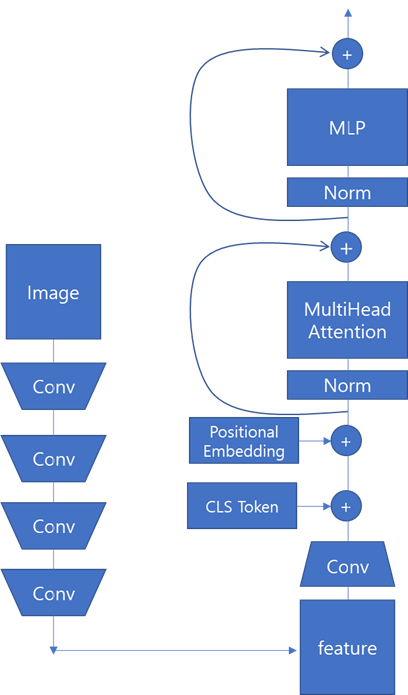 Image
Conv
Conv
Conv
Conv
feature
Conv
CLS Token
+
Positional
Embedding
+
Norm
MultiHead
Attention
+
Norm
MLP
+